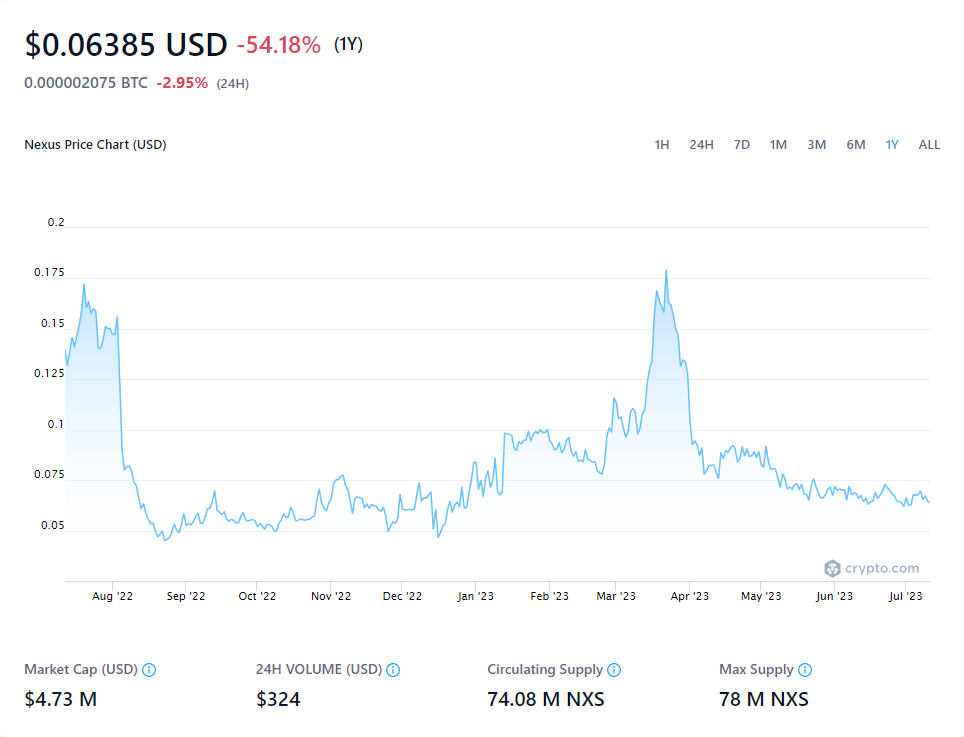 $0.06385 USD -54.18% (1Y)
0.000002075 BTC -2.95% (24H)
Nexus Price Chart (USD) 1H 24H 7D 1M 3M 6M 1Y ALL
0.2
0.175
0.15
0.125
0.1
0.075
0.05
crypto.com
Aug '22 Sep '22 Oct '22 Nov '22 Dec '22 Jan '23 Feb '23 Mar '23 Apr '23 May '23 Jun '23 Jul '23
Market Cap (USD) 24H VOLUME (USD) Circulating Supply Max Supply
$4.73 M $324 74.08 M NXS 78 M NXS